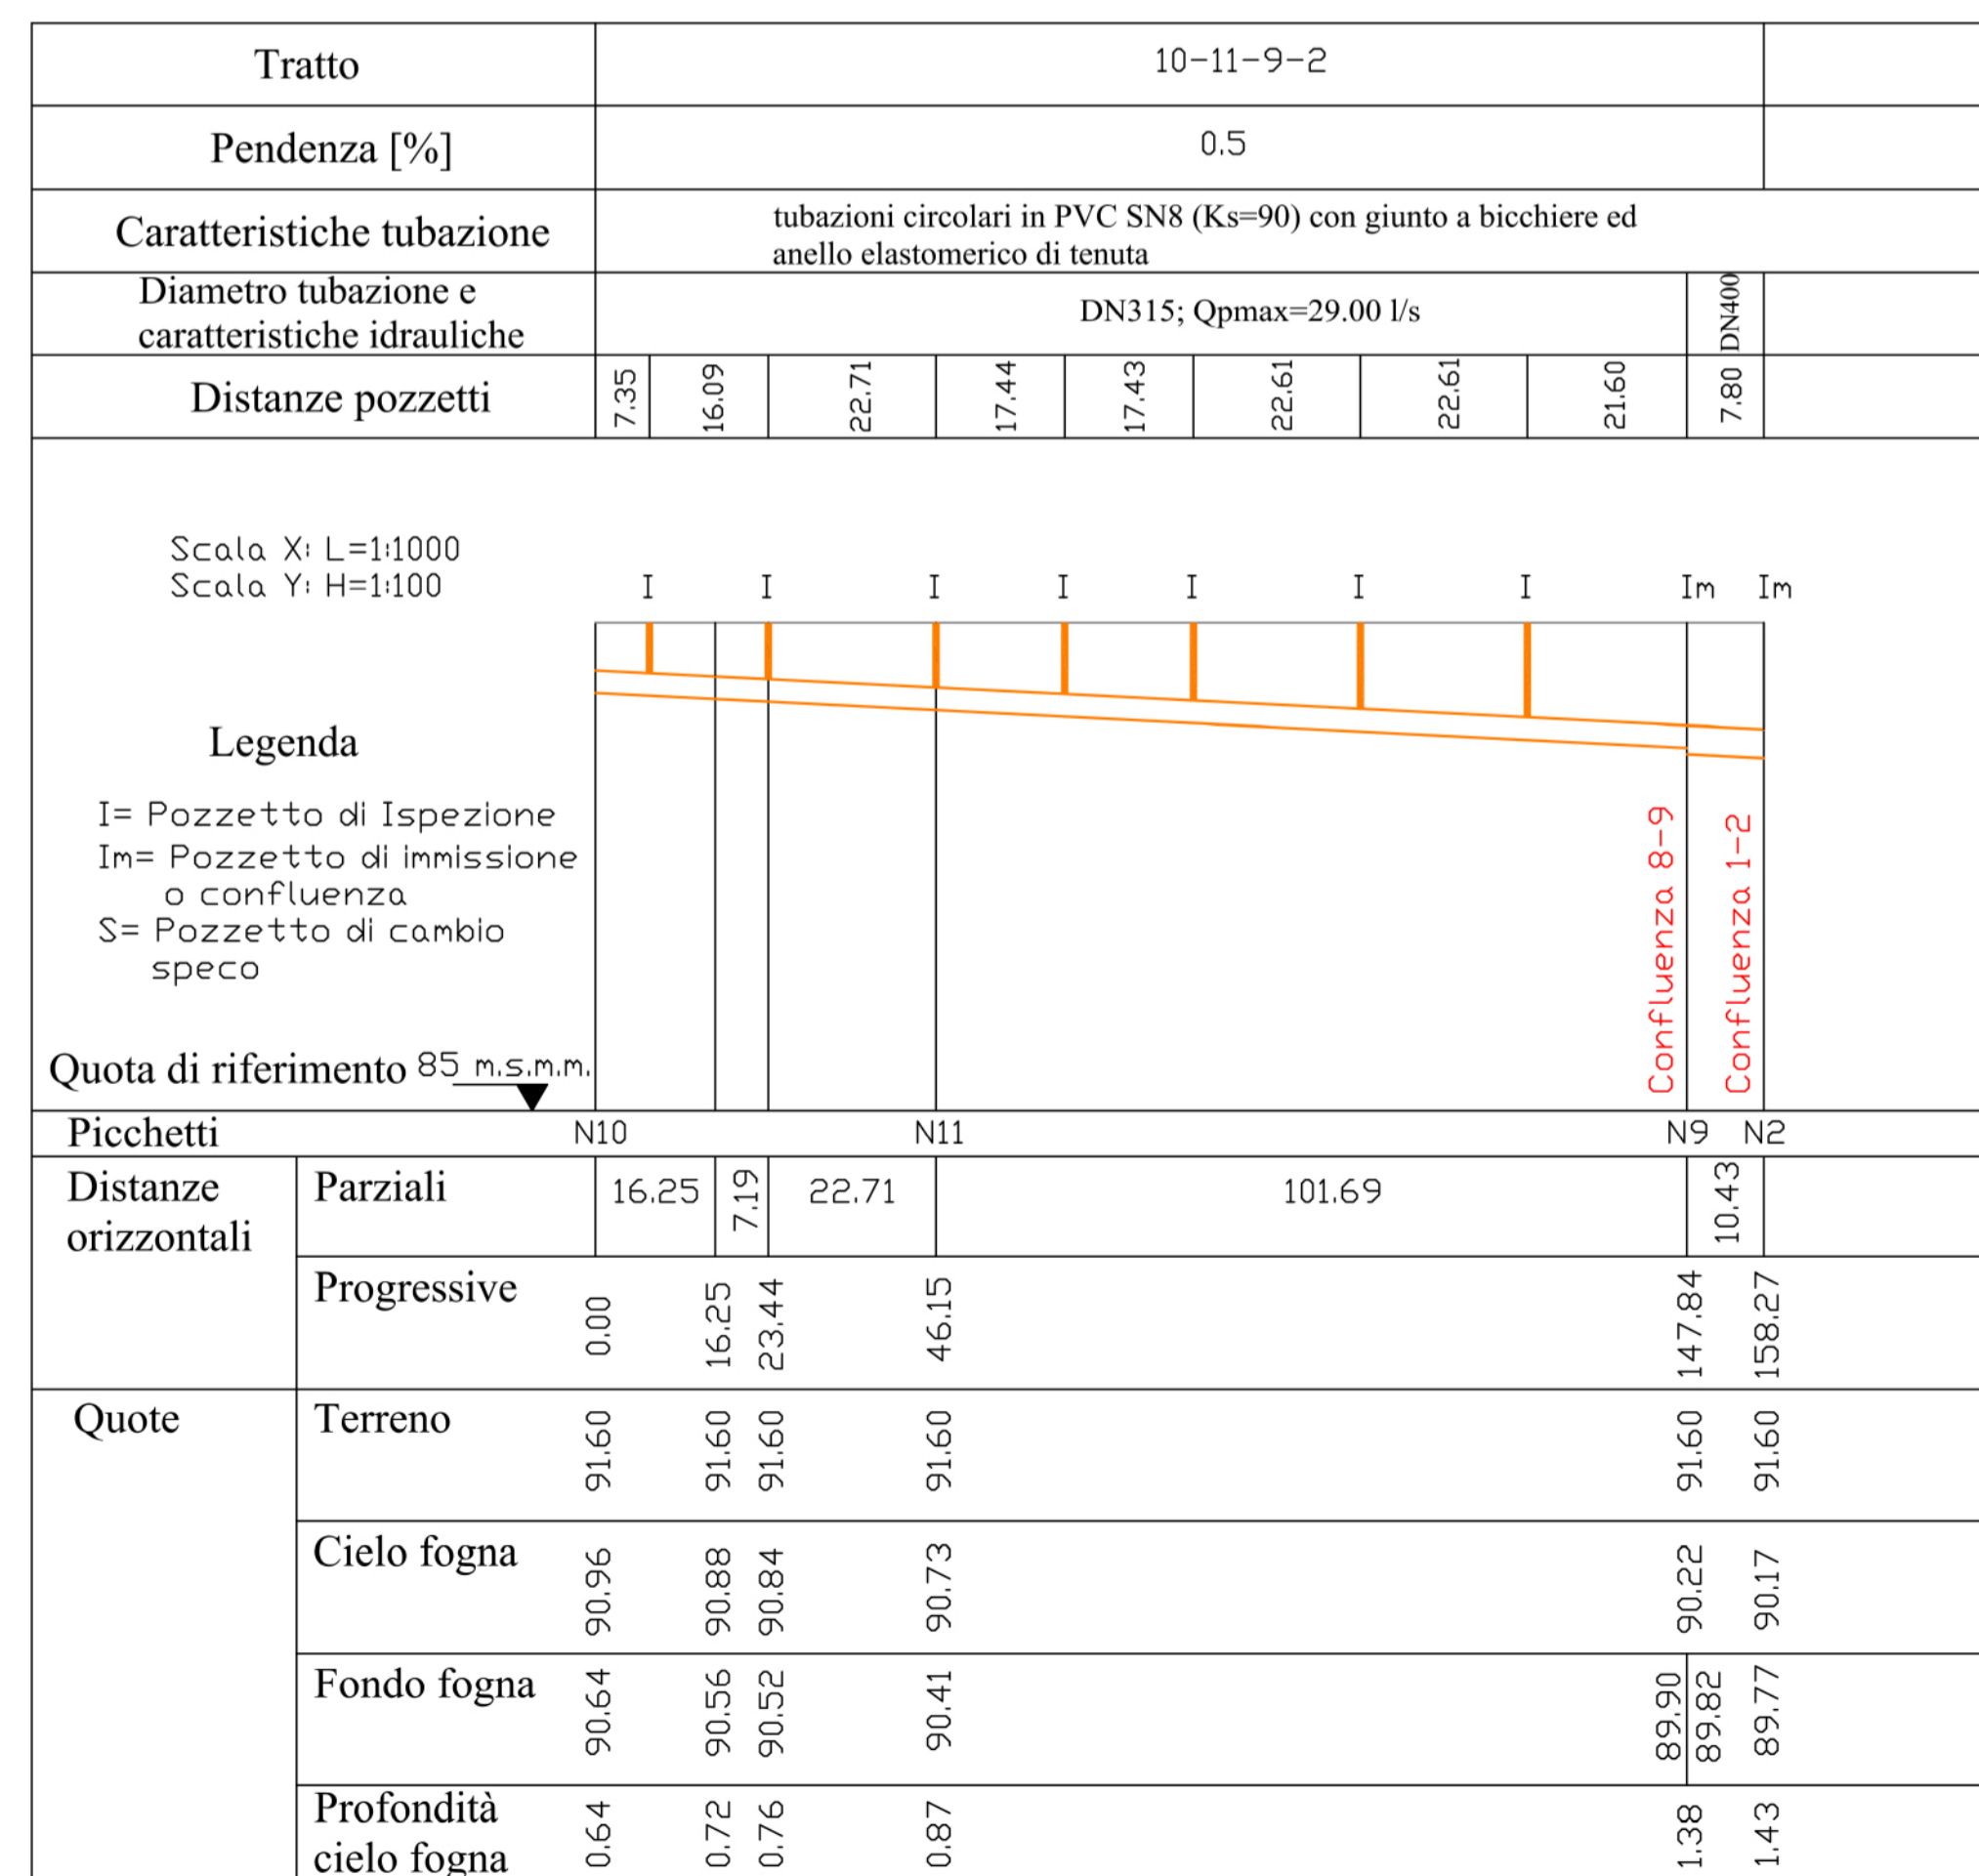 Tratto
10-11-9-2
Pendenza [%]
0.5
Caratteristiche tubazione
tubazioni circolari in PVC SN8 (Ks=90) con giunto a bicchiere ed
anello elastomerico di tenuta
Diametro tubazione e
caratteristiche idrauliche
DN315; Qpmax=29.00 l/s
DN400
Distanze pozzetti
7.35
16.09
22.71
17.44
17.43
22.61
22.61
21.60
7.80
Scala X: L=1:1000
Scala Y: H=1:100
I
I
I
I
I
I
I
Im
Im
Legenda
I= Pozzetto di Ispezione
Im= Pozzetto di immissione
o confluenza
S= Pozzetto di cambio
speco
Confluenza 8-9
Confluenza 1-2
Quota di riferimento 85 m.s.m.m.
Picchetti
N10
N11
N9
N2
Distanze
orizzontali
Parziali
16.25
7.19
22.71
101.69
10.43
Progressive
0.00
16.25
23.44
46.15
147.84
158.27
Quote
Terreno
91.60
91.60
91.60
91.60
91.60
91.60
Cielo fogna
90.96
90.88
90.84
90.73
90.22
90.17
Fondo fogna
90.64
90.56
90.52
90.41
89.90
89.82
89.77
Profondità
cielo fogna
0.64
0.72
0.76
0.87
1.38
1.43